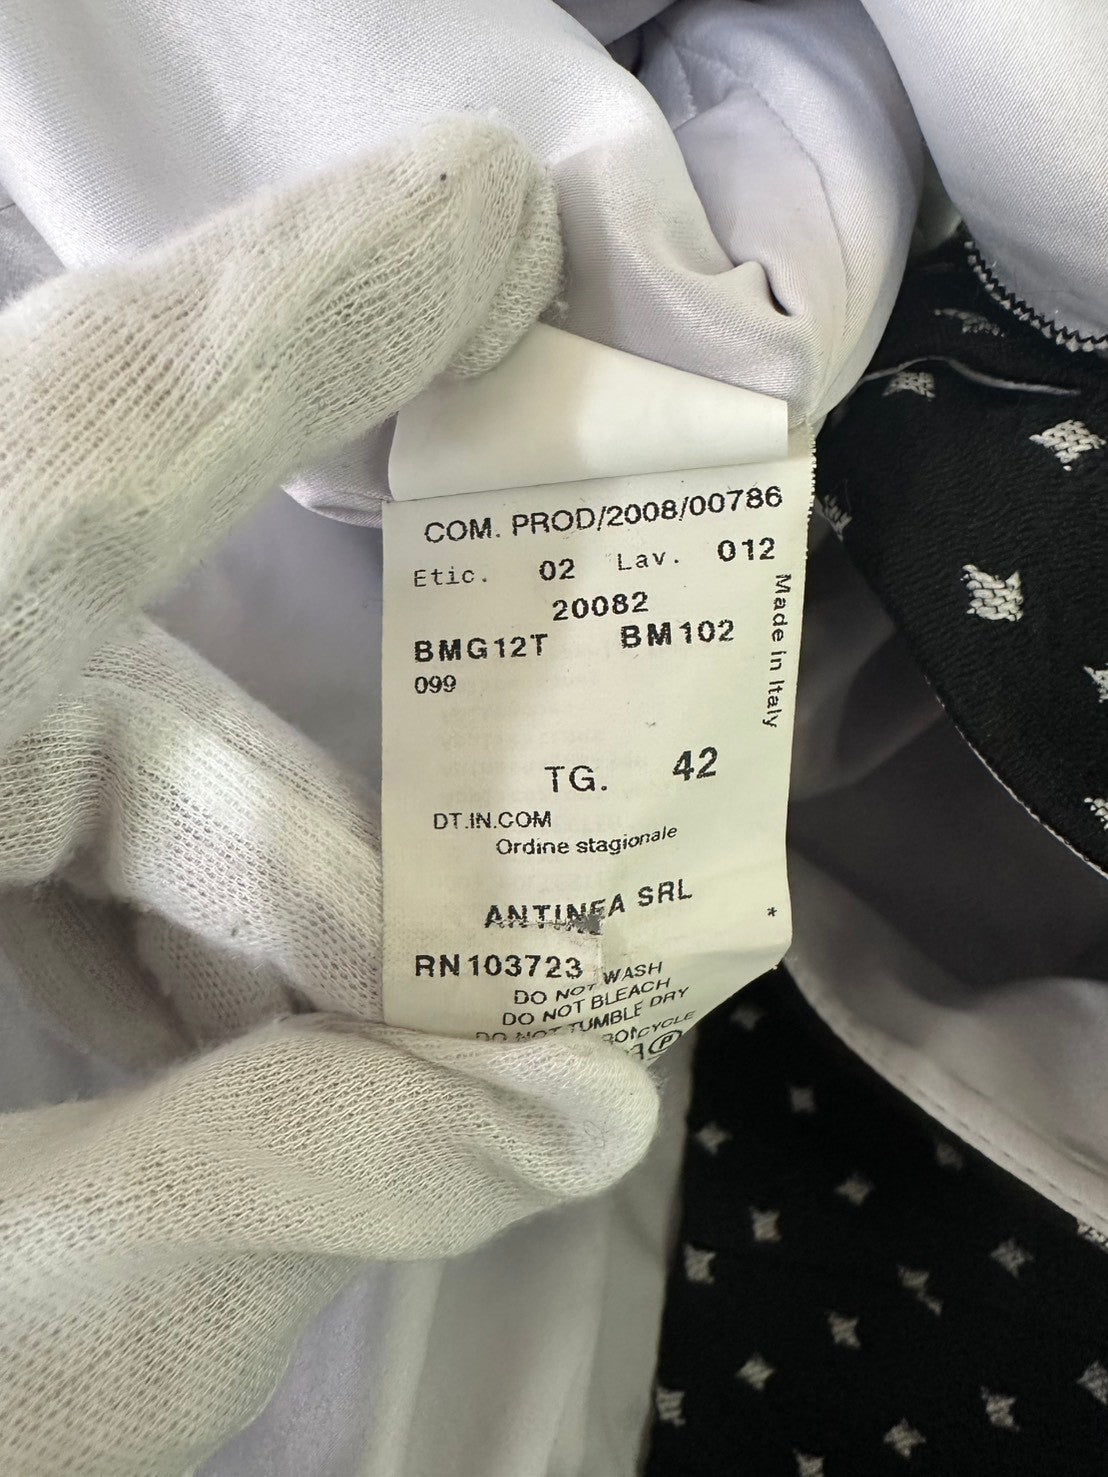 COM. PROD/2008/00786
Etic. 02 Lav. 012
20082
BMG12T BM102
099
Made in Italy
TG. 42
DT.IN.COM
Ordine stagionale
ANTINEA SRL
*
RN103723
DO NOT WASH
DO NOT BLEACH
DO NOT TUMBLE DRY
P